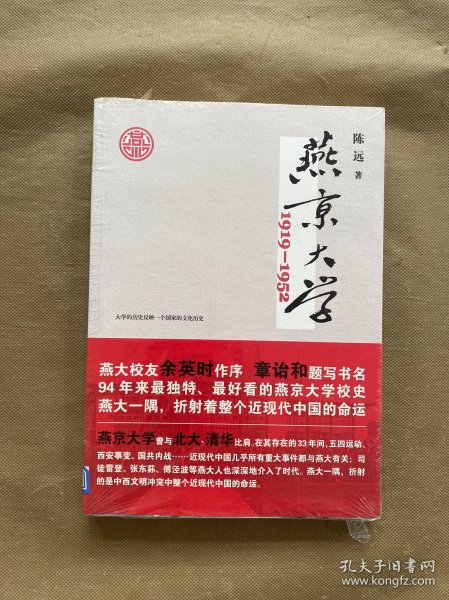 陈远 著
燕京大学
1919-1952
大学的历史反映一个国家的文化历史
燕大校友余英时作序 章诒和题写书名
94年来最独特、最好看的燕京大学校史
燕大一隅，折射着整个近现代中国的命运
燕京大学曾与北大、清华比肩。在其存在的33年间，五四运动、
西安事变、国共内战……近现代中国几乎所有重大事件都与燕大有关；司
徒雷登、张东荪、傅泾波等燕大人也深深地介入了时代。燕大一隅，折射
的是中西文明冲突中整个近现代中国的命运。
孔夫子旧书网
www.kongfz.com